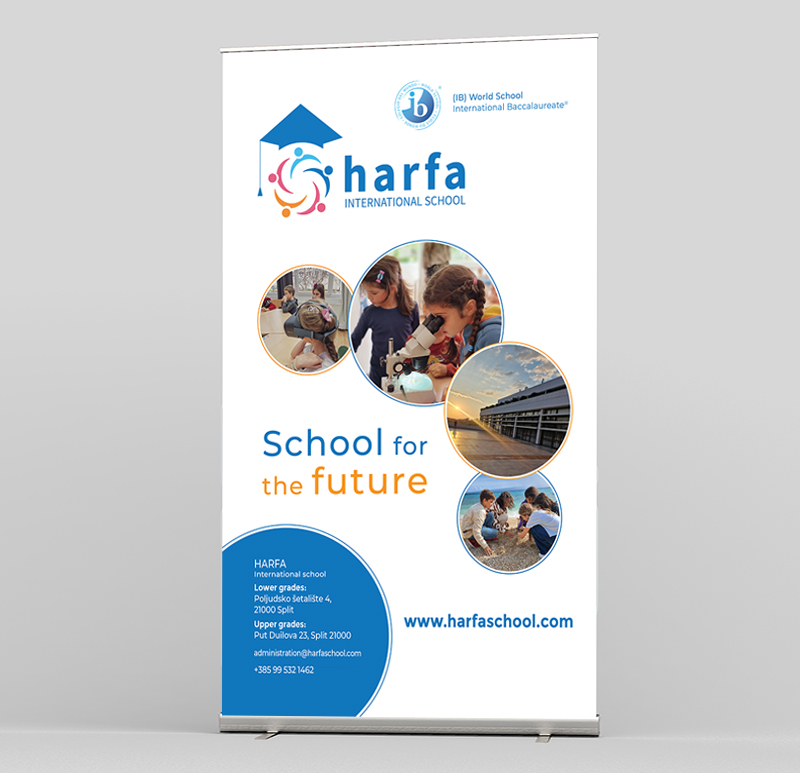 (IB) World School
International Baccalaureate®
ib
harfa
INTERNATIONAL SCHOOL
School for
the future
HARFA
International school
Lower grades:
Poljudsko šetalište 4,
21000 Split
Upper grades:
Put Duilova 23, Split 21000
administration@harfaschool.com
+385 99 532 1462
www.harfaschool.com